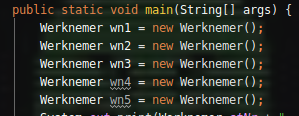 public static void main(String[] args) {
Werknemer wn1 = new Werknemer();
Werknemer wn2 = new Werknemer();
Werknemer wn3 = new Werknemer();
Werknemer wn4 = new Werknemer();
Werknemer wn5 = new Werknemer();